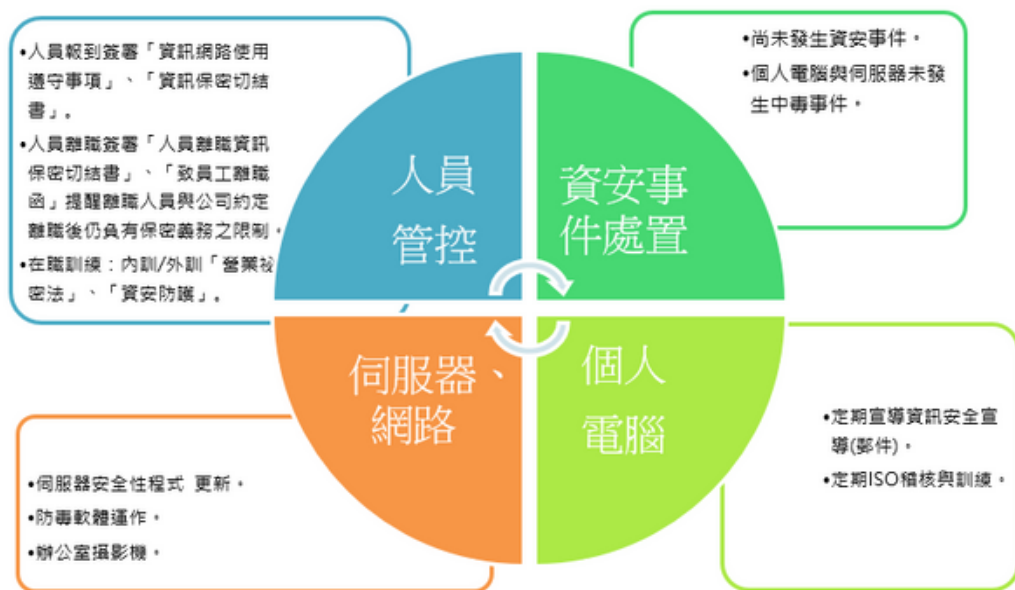 •人員報到簽署「資訊網路使用
遵守事項」、「資訊保密切結
書」。
•人員離職簽署「人員離職資訊
保密切結書」、「致員工離職
函」提醒離職人員與公司約定
離職後仍負有保密義務之限制。
•在職訓練：內訓/外訓「營業祕
密法」、「資安防護」。
人員
管控
資安事
件處置
•尚未發生資安事件。
•個人電腦與伺服器未發
生中毒事件。
伺服器、
網路
•伺服器安全性程式 更新。
•防毒軟體運作。
•辦公室攝影機。
個人
電腦
•定期宣導資訊安全宣
導(郵件)。
•定期ISO稽核與訓練。